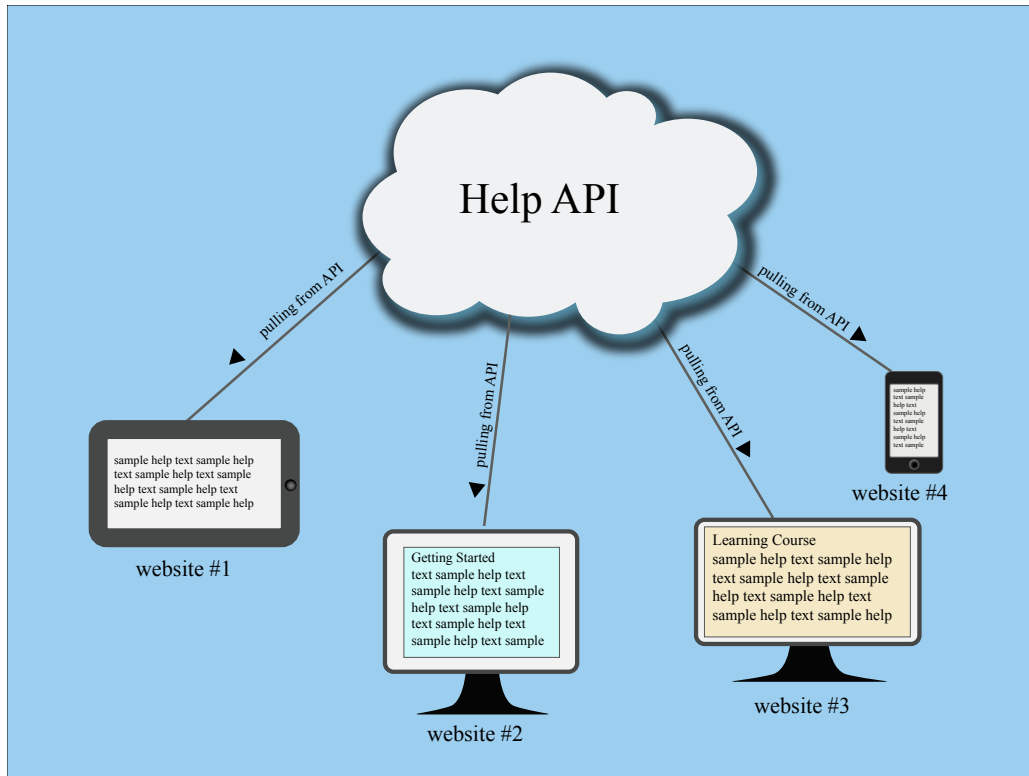 Help API
pulling from API
pulling from API
pulling from API
pulling from API
sample help text sample help
text sample help text sample
help text sample help text
sample help text sample help
website #1
Getting Started
text sample help text
sample help text sample
help text sample help
text sample help text
sample help text sample
website #2
Learning Course
sample help text sample help
text sample help text sample
help text sample help text
sample help text sample help
website #3
sample help
text sample
help text
sample help
text sample
help text
sample help
text sample
website #4